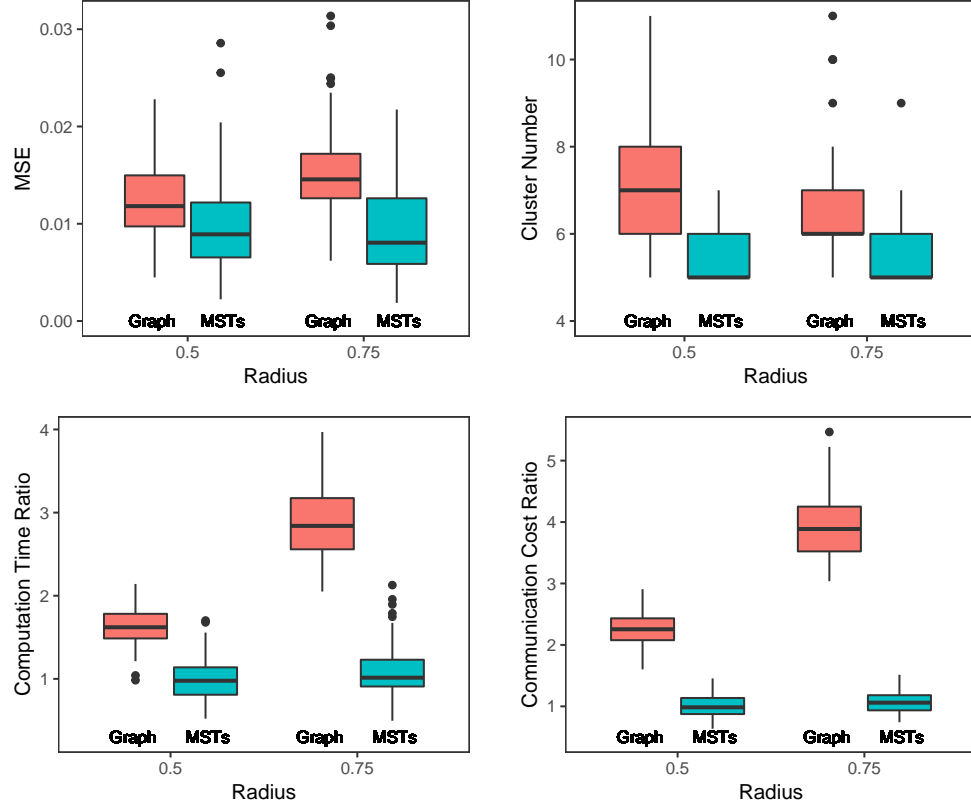 MSE
0.03
0.02
0.01
0.00
Graph MSTs Graph MSTs
0.5 0.75
Radius
Cluster Number
10
8
6
4
Graph MSTs Graph MSTs
0.5 0.75
Radius
Computation Time Ratio
4
3
2
1
Graph MSTs Graph MSTs
0.5 0.75
Radius
Communication Cost Ratio
5
4
3
2
1
Graph MSTs Graph MSTs
0.5 0.75
Radius